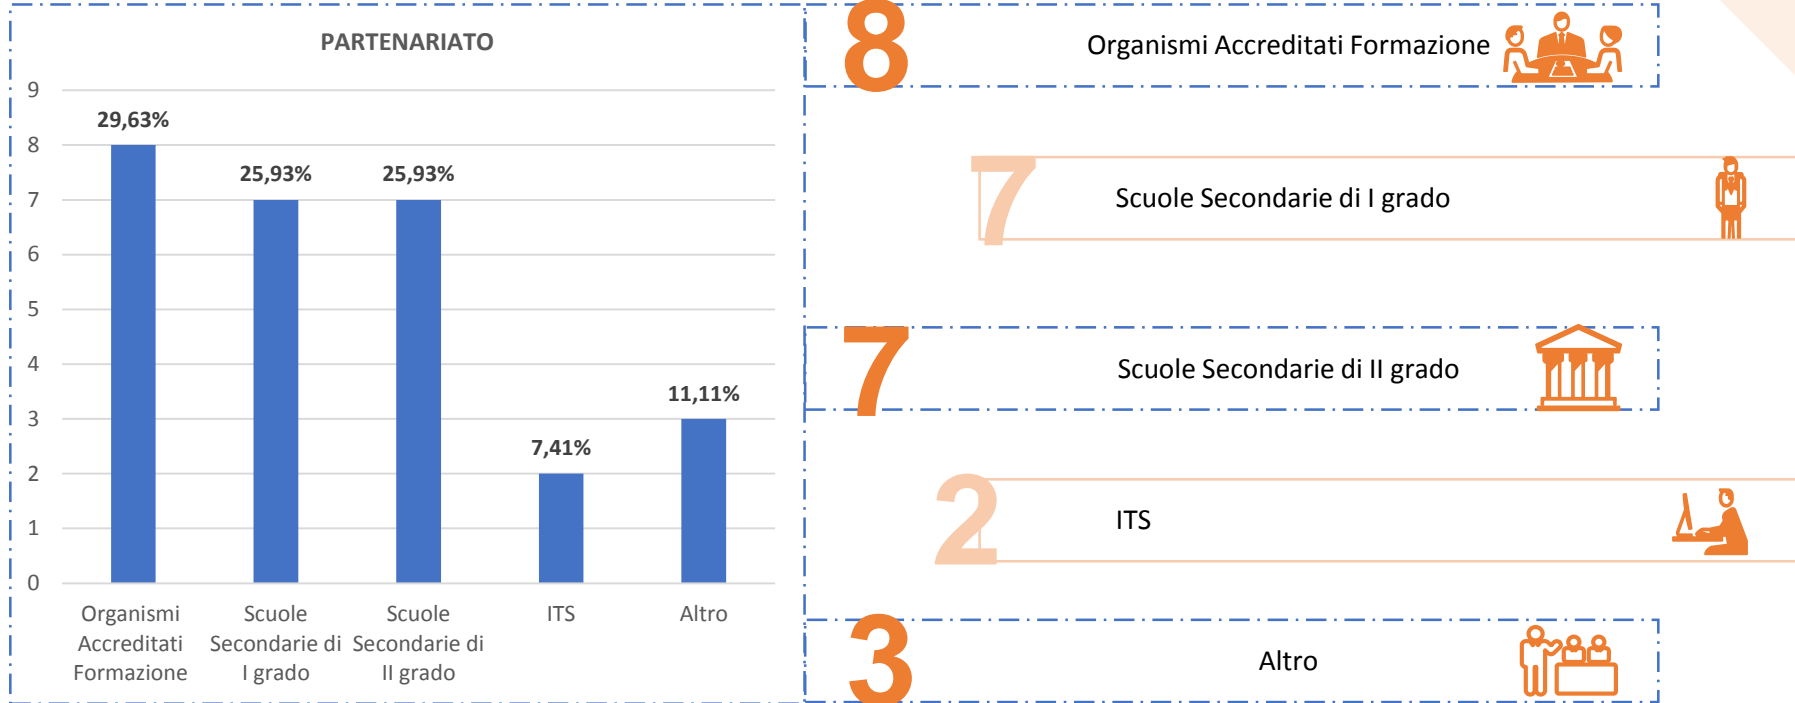 PARTENARIATO
9
8
7
6
5
4
3
2
1
0
29,63%
25,93%
25,93%
7,41%
11,11%
Organismi
Accreditati
Formazione
Scuole
Secondarie di
I grado
Scuole
Secondarie di
II grado
ITS
Altro
8
Organismi Accreditati Formazione
7
Scuole Secondarie di I grado
7
Scuole Secondarie di II grado
2
ITS
3
Altro